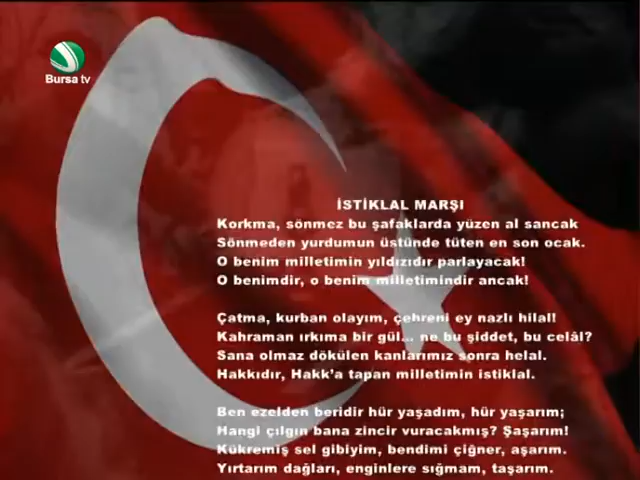 Bursa tv
İSTİKLAL MARŞI
Korkma, sönmez bu şafaklarda yüzen al sancak
Sönmeden yurdumun üstünde tüten en son ocak.
O benim milletimin yıldızıdır parlayacak!
O benimdir, o benim milletimindir ancak!
Çatma, kurban olayım, çehreni ey nazlı hilal!
Kahraman ırkıma bir gül... ne bu şiddet, bu celâl?
Sana olmaz dökülen kanlarımız sonra helal.
Hakkıdır, Hakk'a tapan milletimin istiklal.
Ben ezelden beridir hür yaşadım, hür yaşarım;
Hangi çılgın bana zincir vuracakmış? Şaşarım!
Kükremiş sel gibiyim, bendimi çiğner, aşarım.
Yırtarım dağları, enginlere sığmam, taşarım.